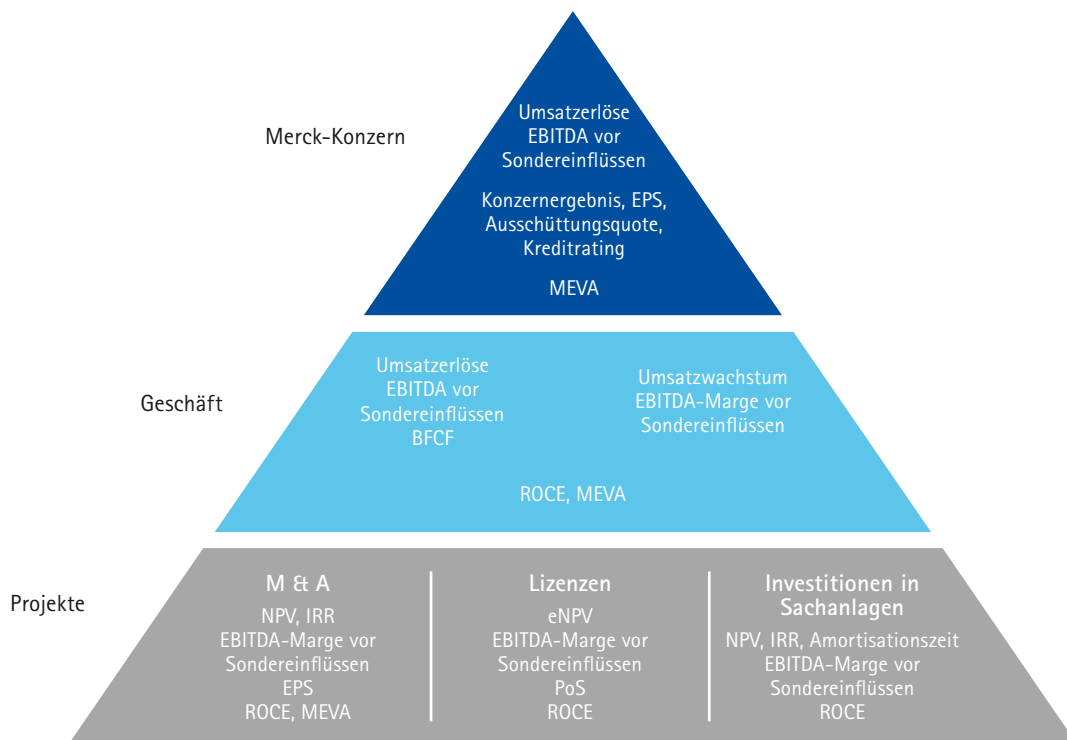 Merck-Konzern
Umsatzerlöse
EBITDA vor
Sondereinflüssen
Konzernergebnis, EPS,
Ausschüttungsquote,
Kreditrating
MEVA
Geschäft
Umsatzerlöse
EBITDA vor
Sondereinflüssen
BFCF
Umsatzwachstum
EBITDA-Marge vor
Sondereinflüssen
ROCE, MEVA
Projekte
M & A
NPV, IRR
EBITDA-Marge vor
Sondereinflüssen
EPS
ROCE, MEVA
Lizenzen
eNPV
EBITDA-Marge vor
Sondereinflüssen
PoS
ROCE
Investitionen in
Sachanlagen
NPV, IRR, Amortisationszeit
EBITDA-Marge vor
Sondereinflüssen
ROCE